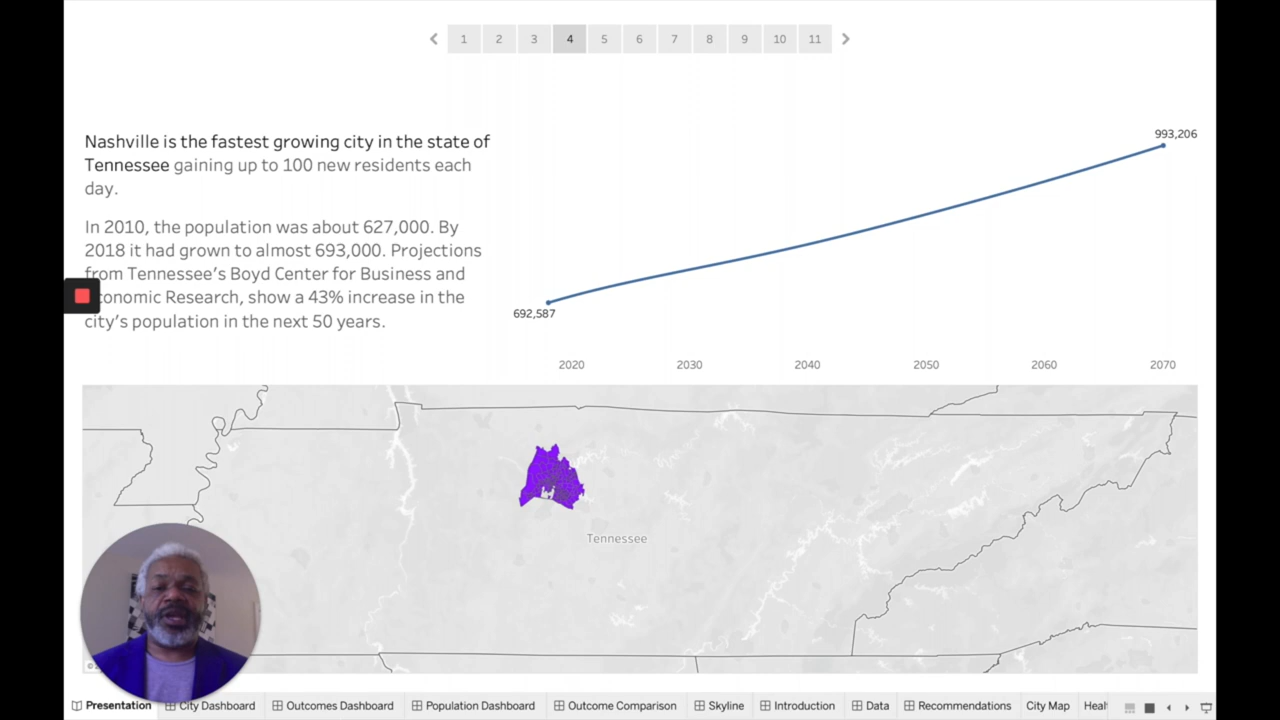 1 2 3 4 5 6 7 8 9 10 11
Nashville is the fastest growing city in the state of
Tennessee gaining up to 100 new residents each
day.
In 2010, the population was about 627,000. By
2018 it had grown to almost 693,000. Projections
from Tennessee's Boyd Center for Business and
Research, show a 43% increase in the
city's population in the next 50 years.
993,206
692,587
2020 2030 2040 2050 2060 2070
Tennessee
Presentation City Dashboard Outcomes Dashboard Population Dashboard Outcome Comparison Skyline Introduction Data Recommendations City Map